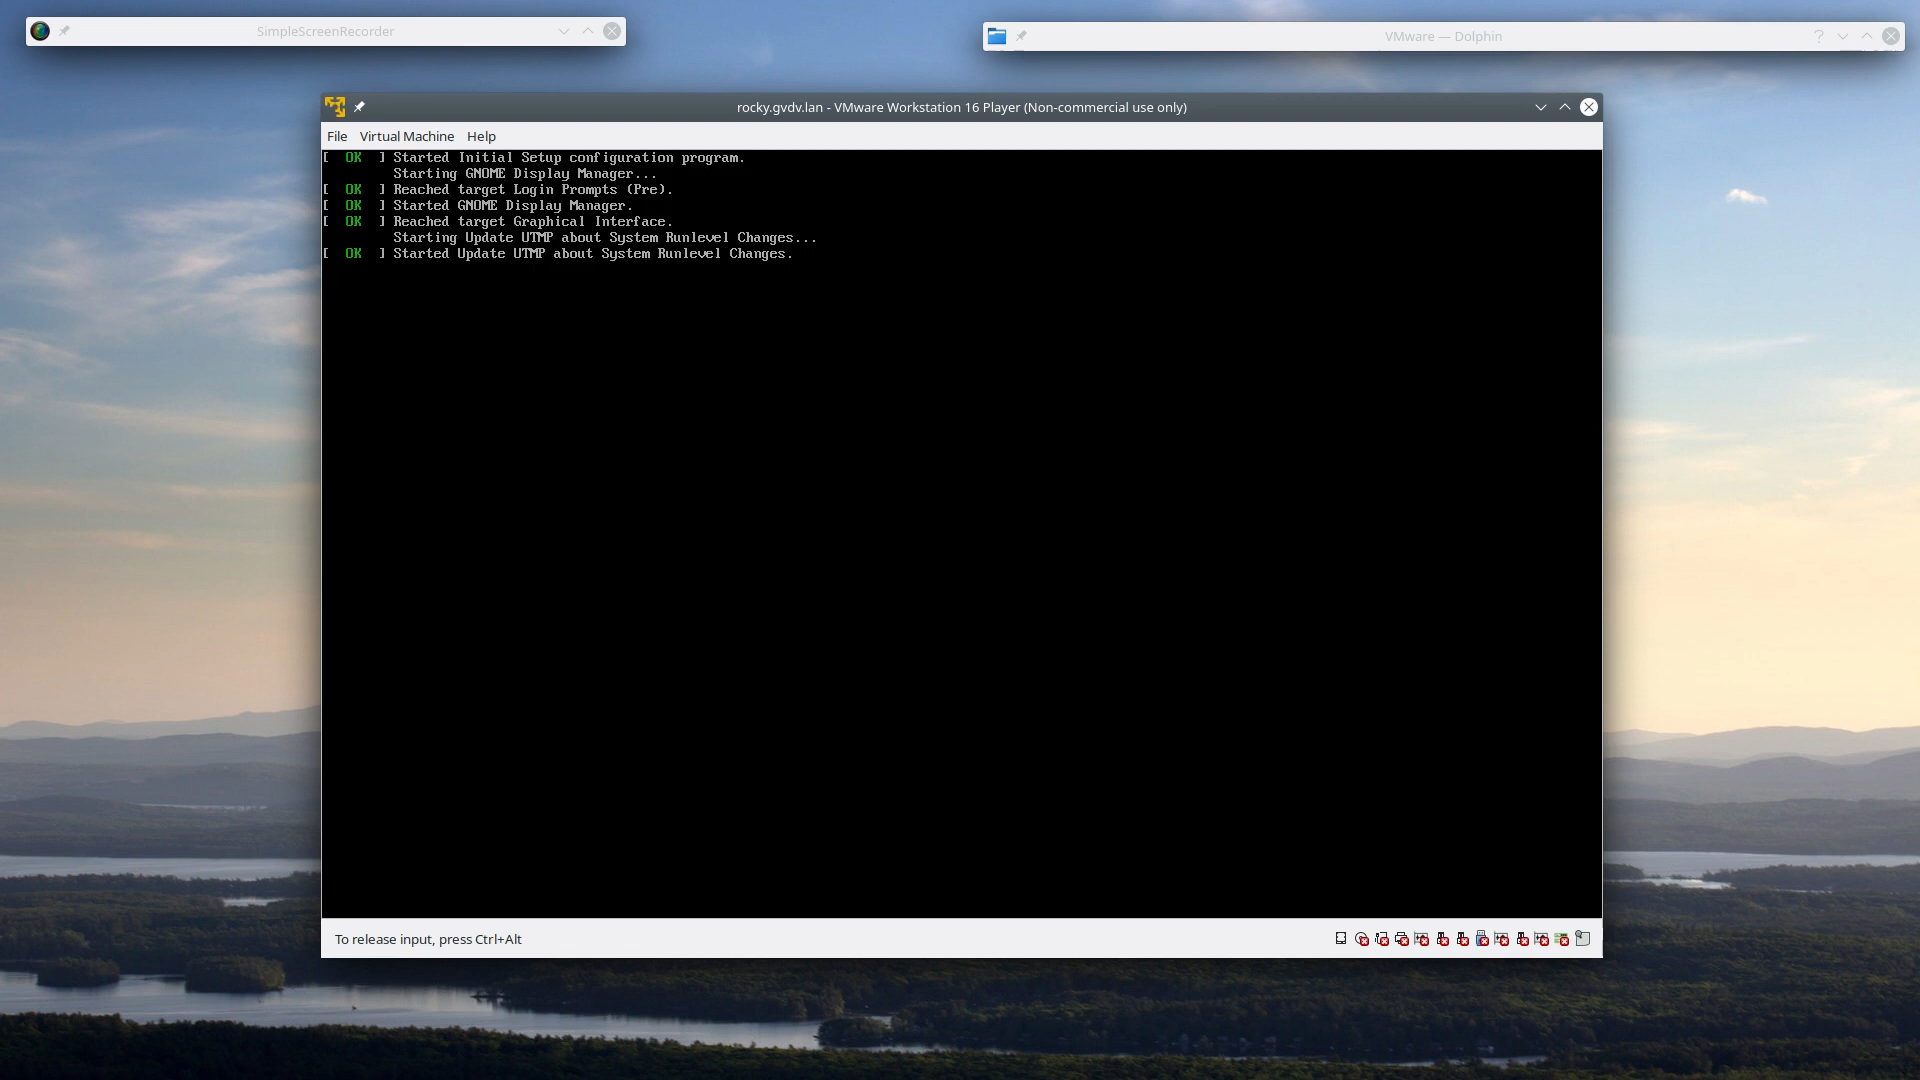 SimpleScreenRecorder
VMware — Dolphin
rocky.gvdv.lan - VMware Workstation 16 Player (Non-commercial use only)
File Virtual Machine Help
[  OK  ] Started Initial Setup configuration program.
Starting GNOME Display Manager...
[  OK  ] Reached target Login Prompts (Pre).
[  OK  ] Started GNOME Display Manager.
[  OK  ] Reached target Graphical Interface.
Starting Update UTMP about System Runlevel Changes...
[  OK  ] Started Update UTMP about System Runlevel Changes.
To release input, press Ctrl+Alt